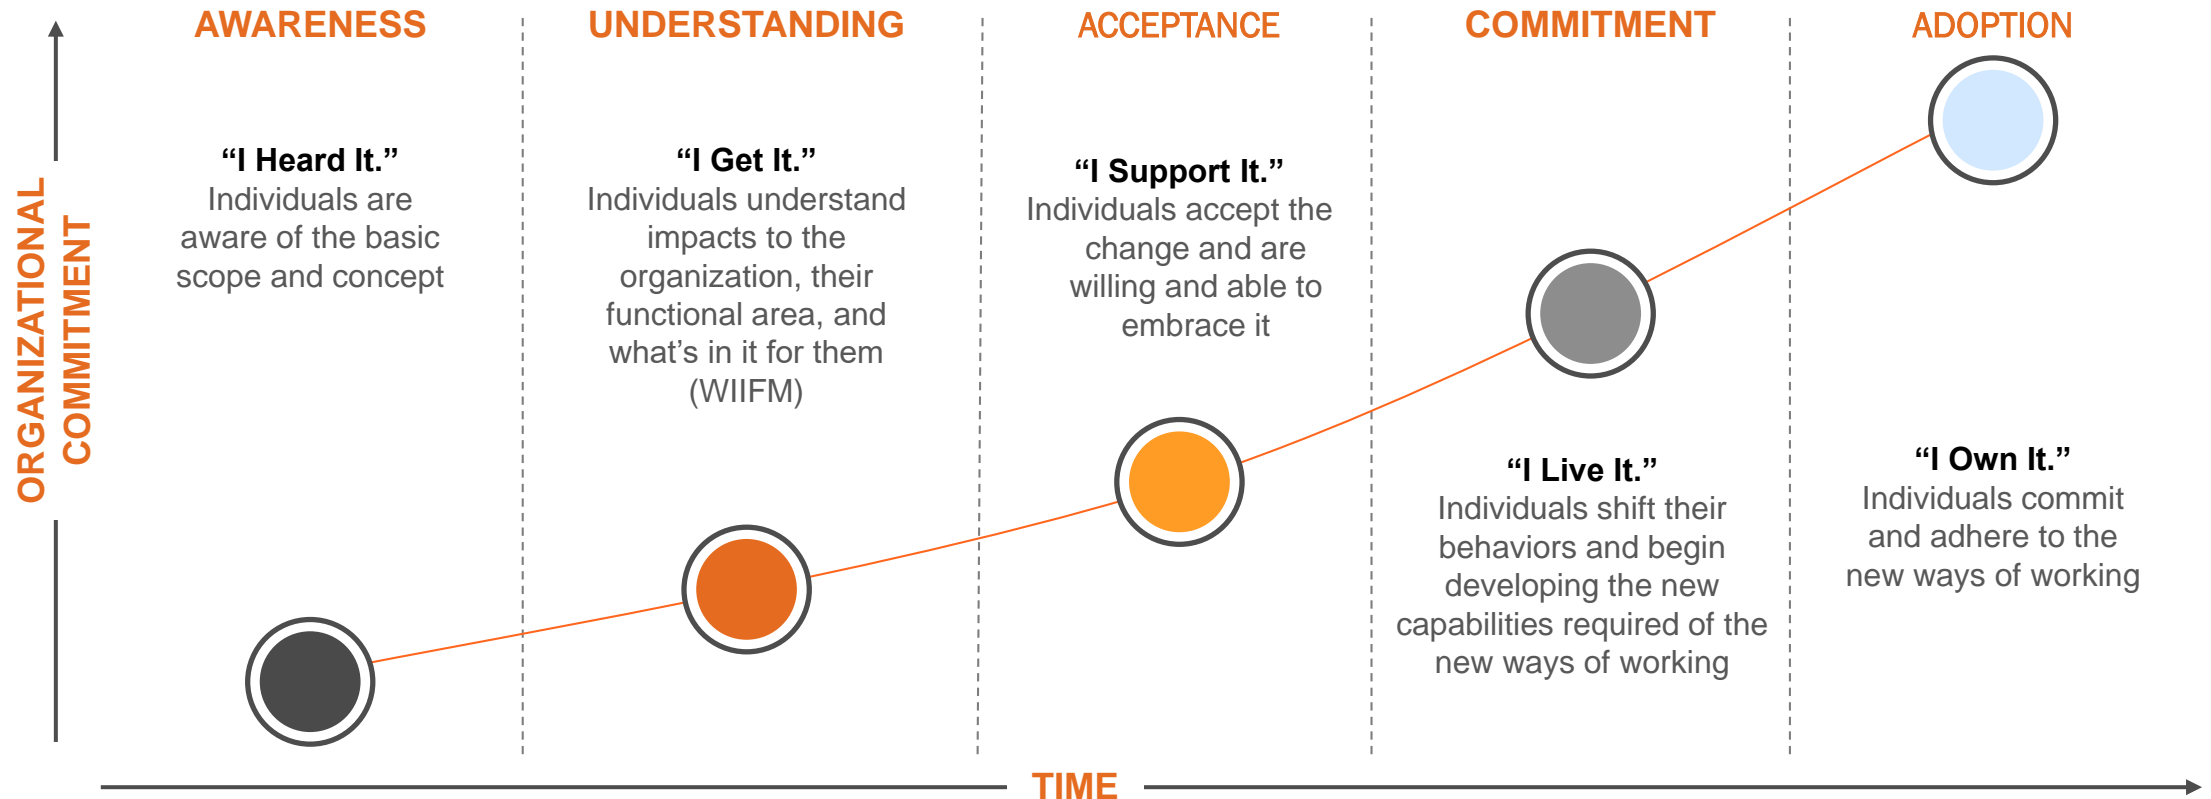 AWARENESS
“I Heard It.”
Individuals are
aware of the basic
scope and concept
UNDERSTANDING
“I Get It.”
Individuals understand
impacts to the
organization, their
functional area, and
what’s in it for them
(WIIFM)
ACCEPTANCE
“I Support It.”
Individuals accept the
change and are
willing and able to
embrace it
COMMITMENT
“I Live It.”
Individuals shift their
behaviors and begin
developing the new
capabilities required of the
new ways of working
ADOPTION
“I Own It.”
Individuals commit
and adhere to the
new ways of working
ORGANIZATIONAL
COMMITMENT
TIME